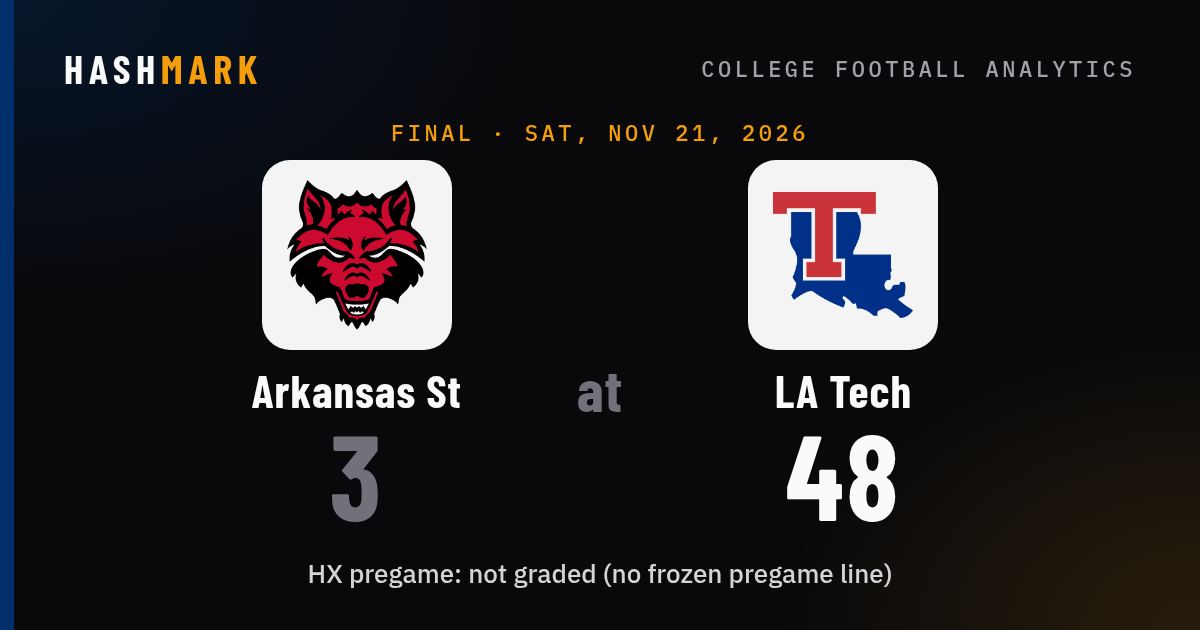 HASHMARK
COLLEGE FOOTBALL ANALYTICS
FINAL · SAT, NOV 21, 2026
T
Arkansas St
at
LA Tech
3
48
HX pregame: not graded (no frozen pregame line)